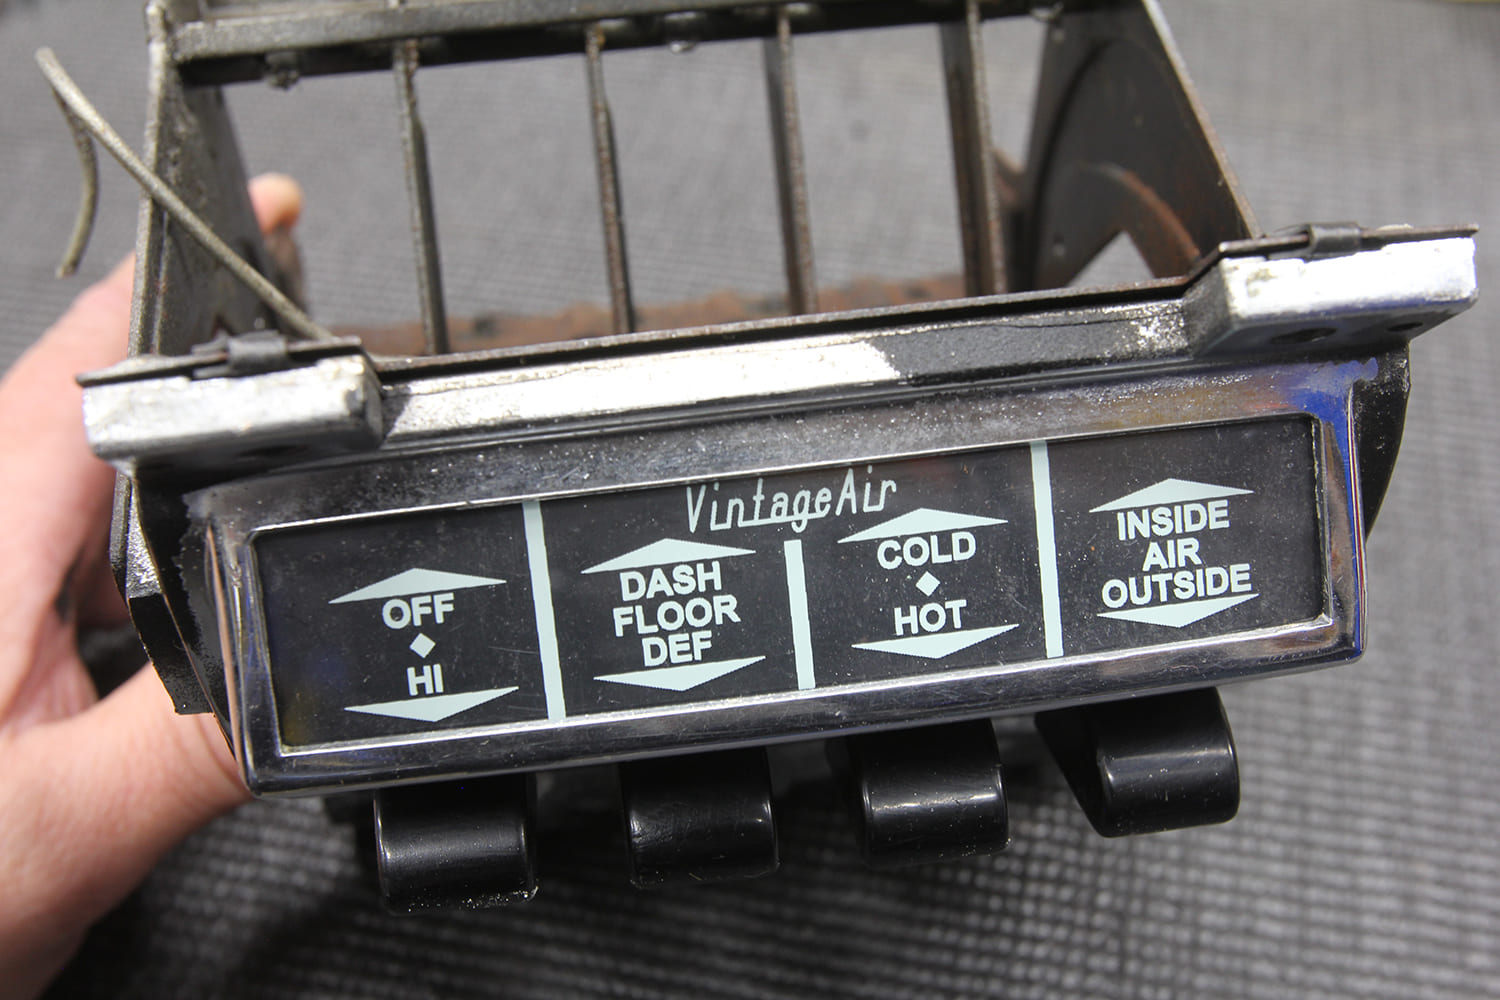 VintageAir
OFF
HI
DASH
FLOOR
DEF
COLD
HOT
INSIDE
AIR
OUTSIDE